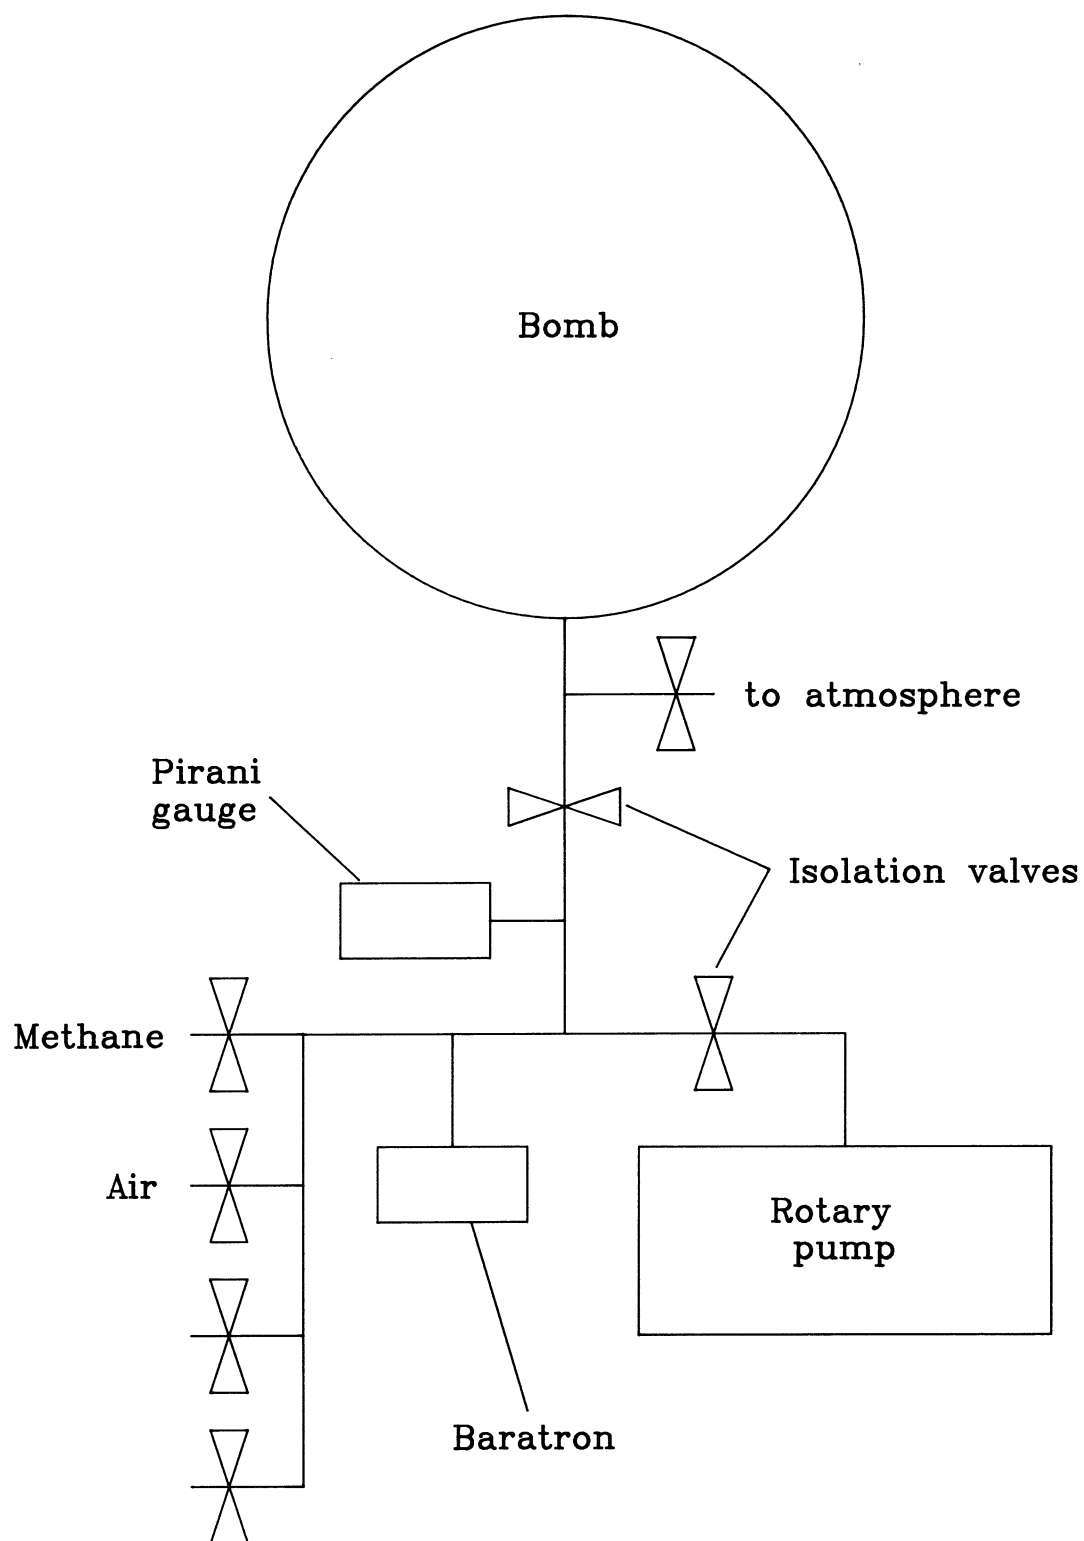 Bomb
to atmosphere
Pirani
gauge
Isolation valves
Methane
Air
Rotary
pump
Baratron